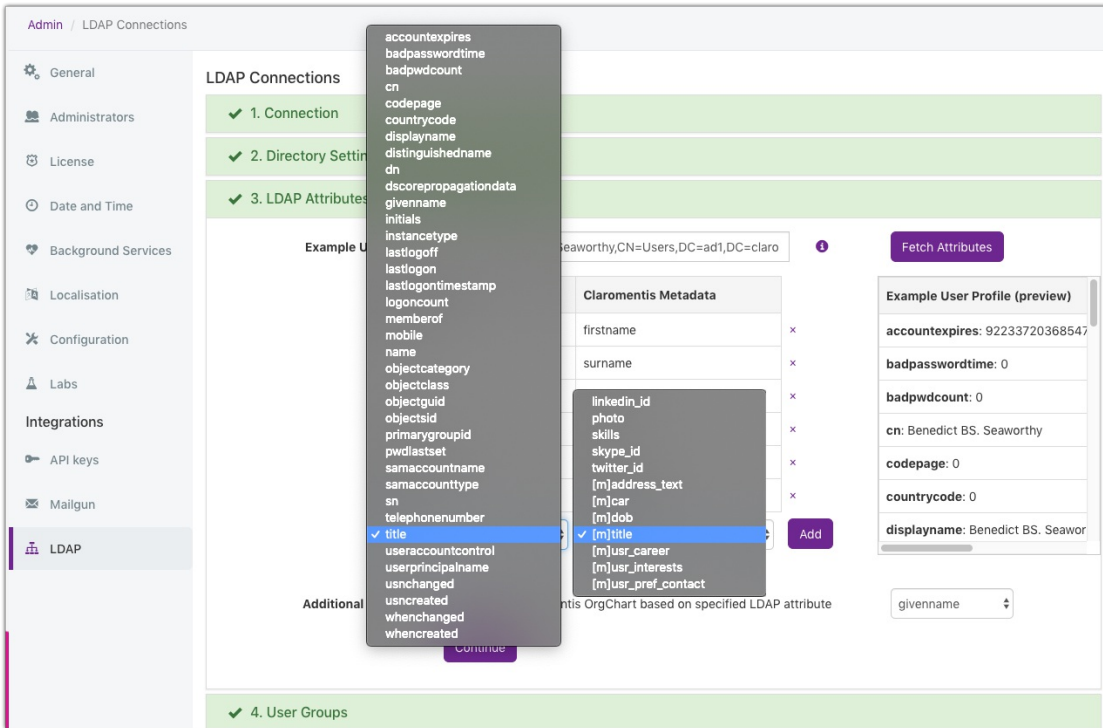 Admin / LDAP Connections
General
Administrators
License
Date and Time
Background Services
Localisation
Configuration
Labs
Integrations
API keys
Mailgun
LDAP
LDAP Connections
1. Connection
2. Directory Settin
3. LDAP Attributes
Example U
eaworthy,CN=Users,DC=ad1,DC=claro
Fetch Attributes
accountexpires
badpasswordtime
badpwdcount
cn
codepage
countrycode
displayname
distinguishedname
dn
dscorepropagationdata
givenname
initials
instancetype
lastlogoff
lastlogon
lastlogontimestamp
logoncount
memberof
mobile
name
objectcategory
objectclass
objectguid
objectsid
primarygroupid
pwdlastset
samaccountname
samaccounttype
sn
telephonenumber
✓ title
useraccountcontrol
userprincipalname
usnchanged
usncreated
whenchanged
whencreated
Claromentis Metadata
firstname ×
surname ×
×
×
×
×
linkedin_id
photo
skills
skype_id
twitter_id
[m]address_text
[m]car
[m]dob
✓ [m]title
[m]usr_career
[m]usr_interests
[m]usr_pref_contact
Add
Example User Profile (preview)
accountexpires: 92233720368547
badpasswordtime: 0
badpwdcount: 0
cn: Benedict BS. Seaworthy
codepage: 0
countrycode: 0
displayname: Benedict BS. Seawor
Additional
ntis OrgChart based on specified LDAP attribute
givenname
Continue
4. User Groups